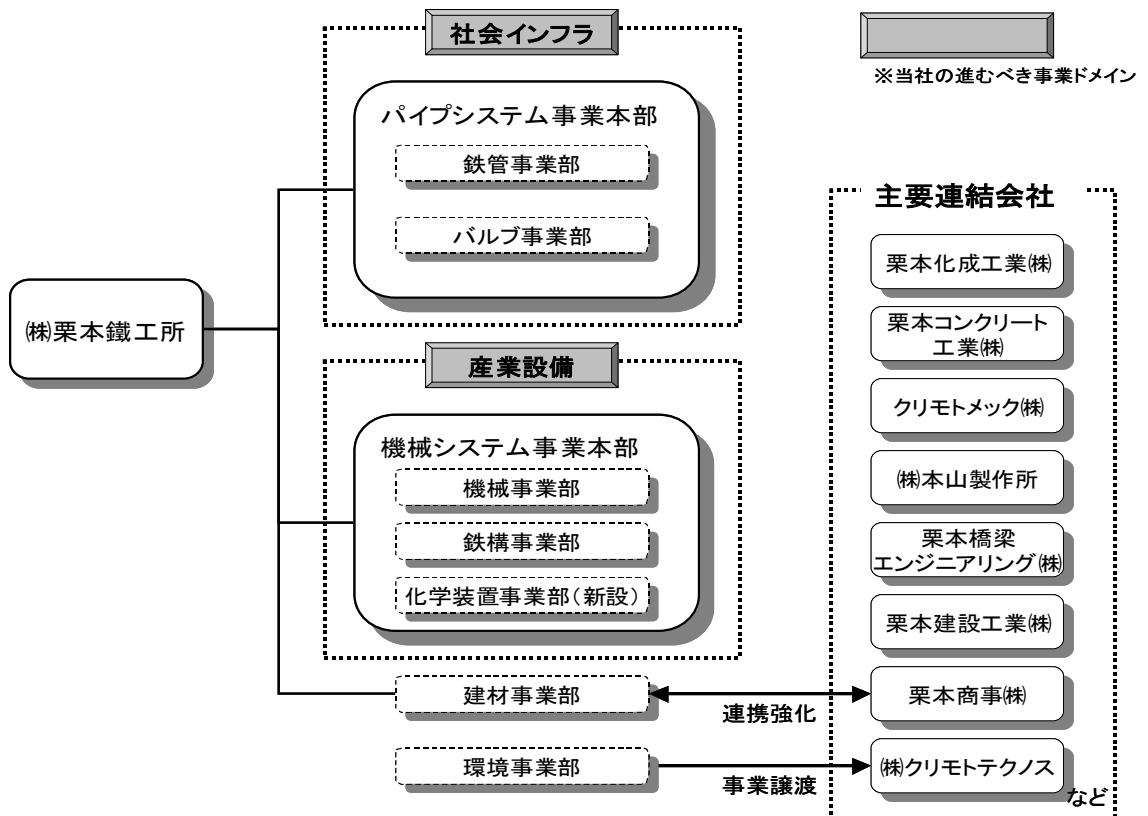 社会インフラ
※当社の進むべき事業ドメイン
パイプシステム事業本部
鉄管事業部
バルブ事業部
㈱栗本鐵工所
産業設備
機械システム事業本部
機械事業部
鉄構事業部
化学装置事業部（新設）
建材事業部
連携強化
環境事業部
事業譲渡
主要連結会社
栗本化成工業㈱
栗本コンクリート
工業㈱
クリモトメック㈱
㈱本山製作所
栗本橋梁
エンジニアリング㈱
栗本建設工業㈱
栗本商事㈱
㈱クリモトテクノス
など